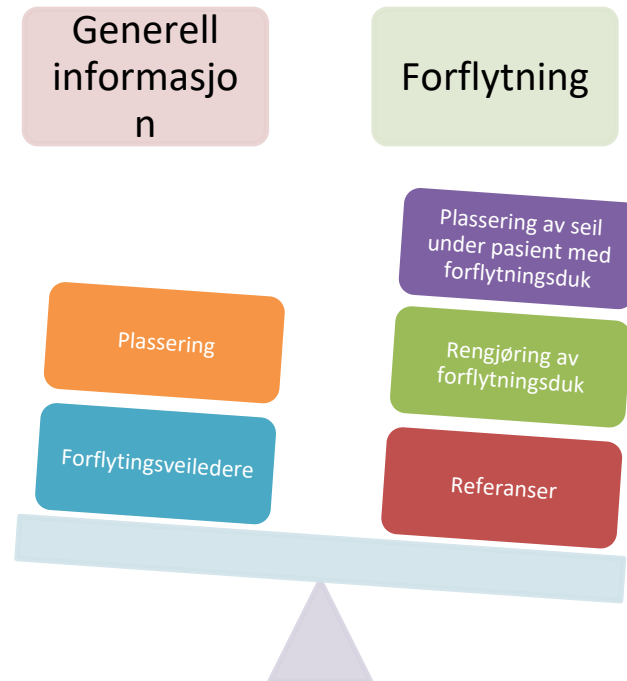 Generell
informasjo
n
Forflytning
Plassering av seil
under pasient med
forflytningsduk
Plassering
Rengjøring av
forflytningsduk
Forflytingsveiledere
Referanser